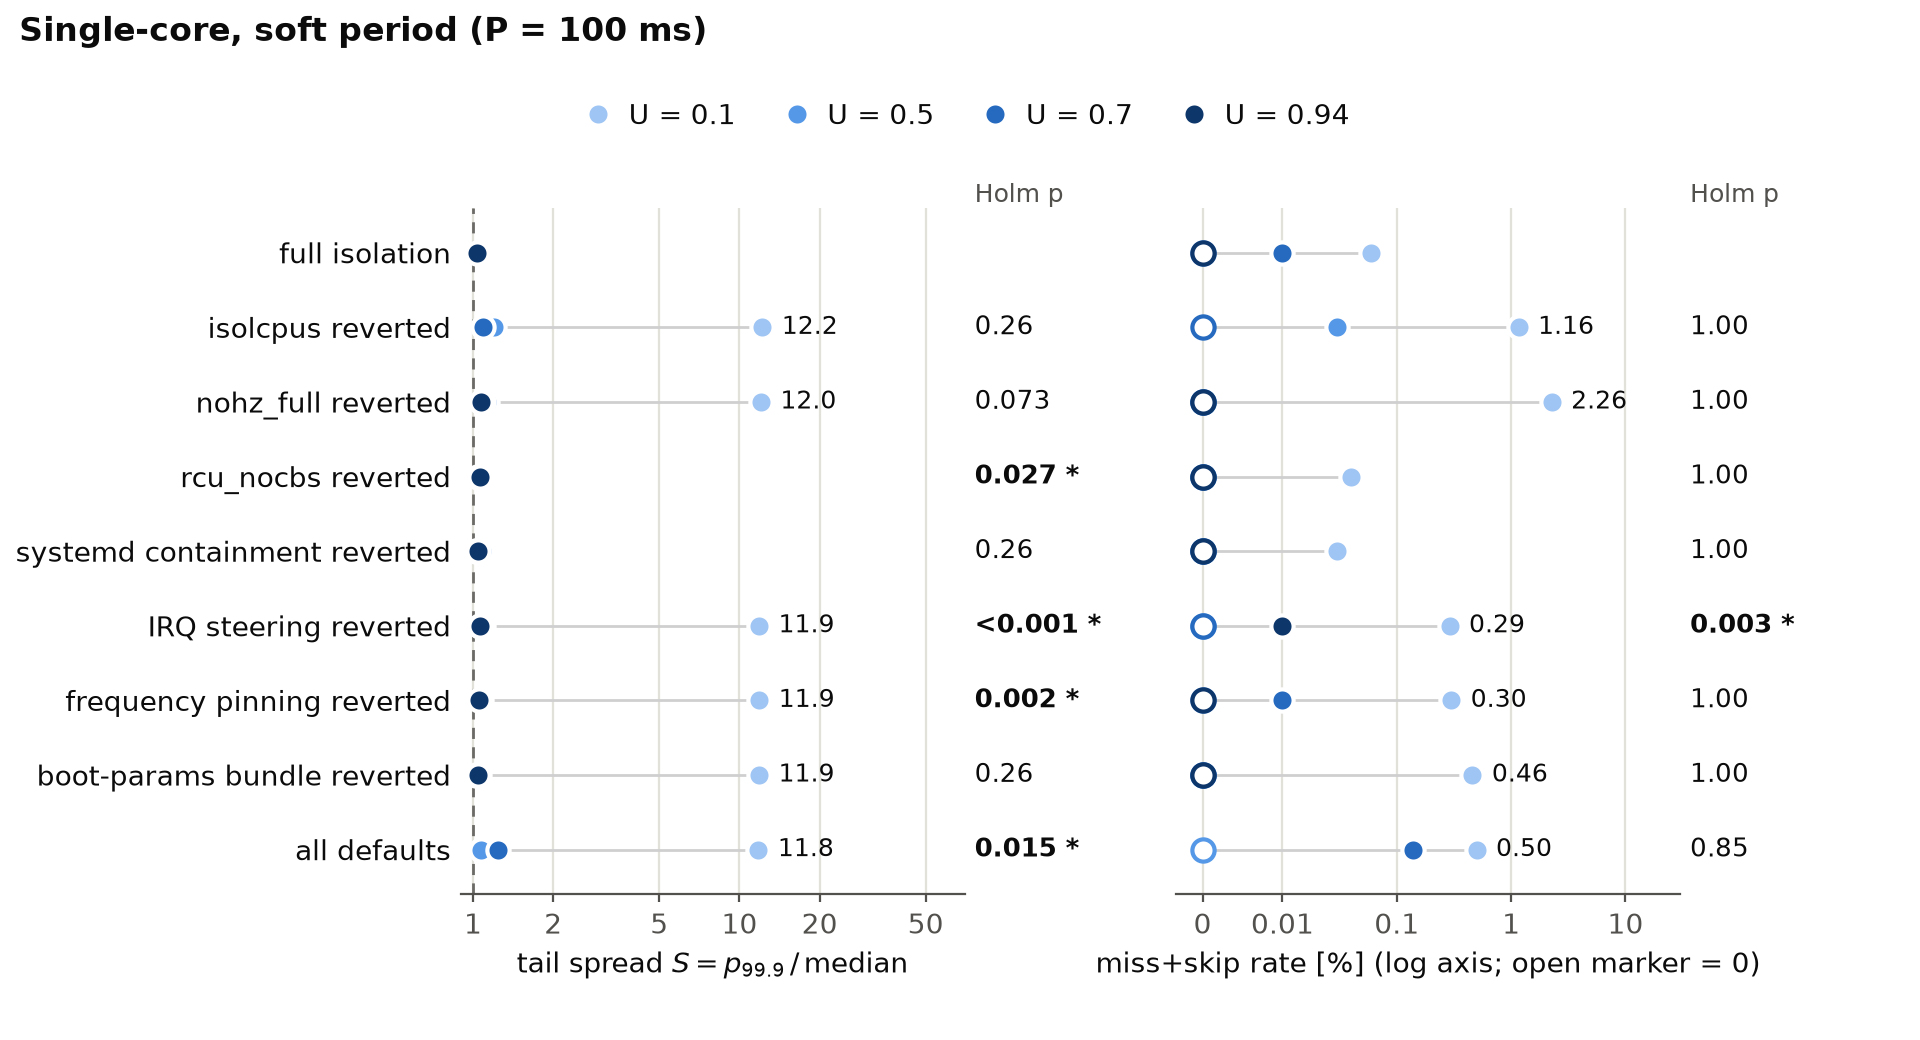 Single-core, soft period (P = 100 ms)
U = 0.1 U = 0.5 U = 0.7 U = 0.94
Holm p Holm p
full isolation
isolcpus reverted 12.2 0.26 1.16 1.00
nohz_full reverted 12.0 0.073 2.26 1.00
rcu_nocbs reverted 0.027 * 1.00
systemd containment reverted 0.26 1.00
IRQ steering reverted 11.9 <0.001 * 0.29 0.003 *
frequency pinning reverted 11.9 0.002 * 0.30 1.00
boot-params bundle reverted 11.9 0.26 0.46 1.00
all defaults 11.8 0.015 * 0.50 0.85
1 2 5 10 20 50 0 0.01 0.1 1 10
tail spread S = p99.9 / median miss+skip rate [%] (log axis; open marker = 0)